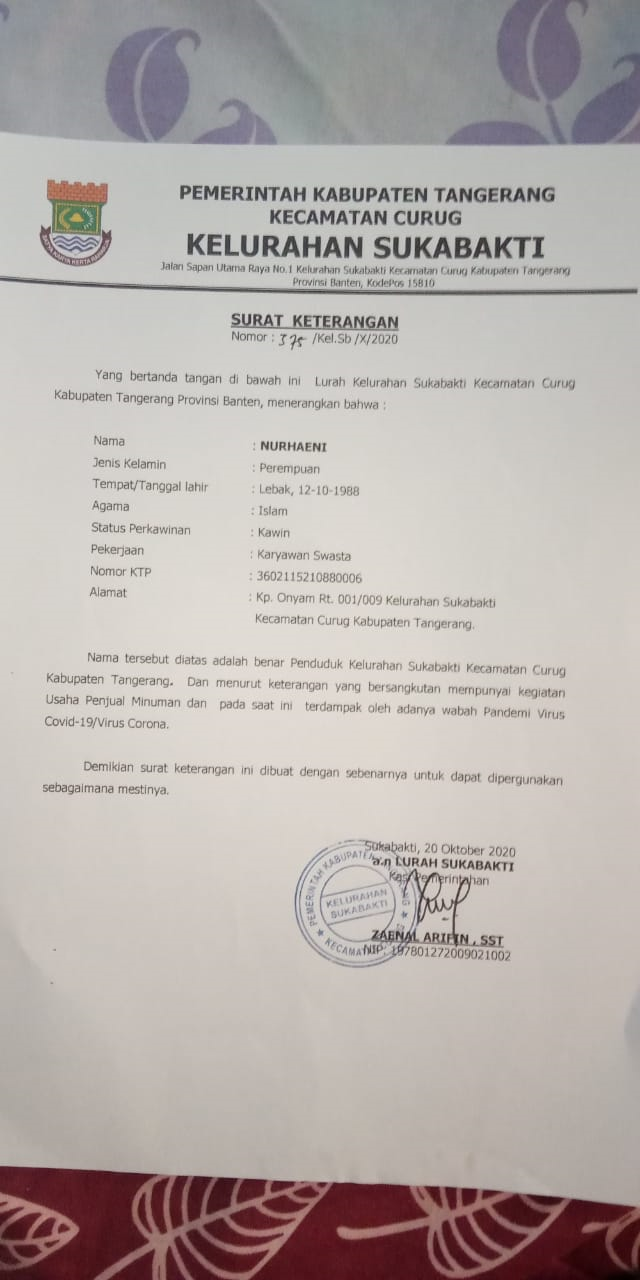 PEMERINTAH KABUPATEN TANGERANG
KECAMATAN CURUG
KELURAHAN SUKABAKTI
Jalan Sapan Utama Raya No.1 Kelurahan Sukabakti Kecamatan Curug Kabupaten Tangerang
Provinsi Banten, KodePos 15810
SURAT KETERANGAN
Nomor : 375 /Kel.Sb /X/2020
Yang bertanda tangan di bawah ini Lurah Kelurahan Sukabakti Kecamatan Curug
Kabupaten Tangerang Provinsi Banten, menerangkan bahwa :
Nama : NURHAENI
Jenis Kelamin : Perempuan
Tempat/Tanggal lahir : Lebak, 12-10-1988
Agama : Islam
Status Perkawinan : Kawin
Pekerjaan : Karyawan Swasta
Nomor KTP : 3602115210880006
Alamat : Kp. Onyam Rt. 001/009 Kelurahan Sukabakti
Kecamatan Curug Kabupaten Tangerang.
Nama tersebut diatas adalah benar Penduduk Kelurahan Sukabakti Kecamatan Curug
Kabupaten Tangerang. Dan menurut keterangan yang bersangkutan mempunyai kegiatan
Usaha Penjual Minuman dan pada saat ini terdampak oleh adanya wabah Pandemi Virus
Covid-19/Virus Corona.
Demikian surat keterangan ini dibuat dengan sebenarnya untuk dapat dipergunakan
sebagaimana mestinya.
Sukabakti, 20 Oktober 2020
a.n LURAH SUKABAKTI
Kasi Pemerintahan
KELURAHAN
SUKABAKTI
ZAENAL ARIFIN , SST
NIP. 197801272009021002